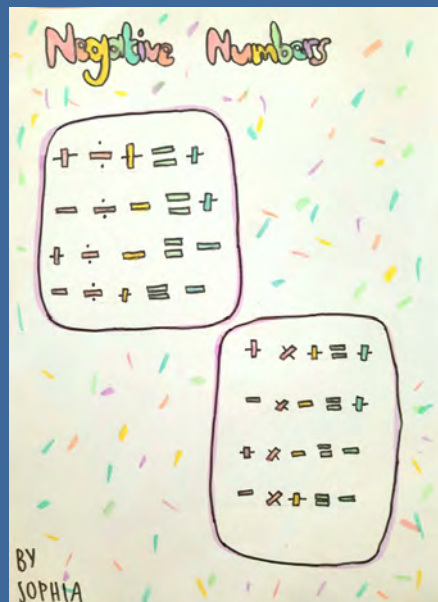 Negative Numbers
+ ÷ + = +
− ÷ − = +
+ ÷ − = −
− ÷ + = −
+ × + = +
− × − = +
+ × − = −
− × + = −
BY
SOPHIA